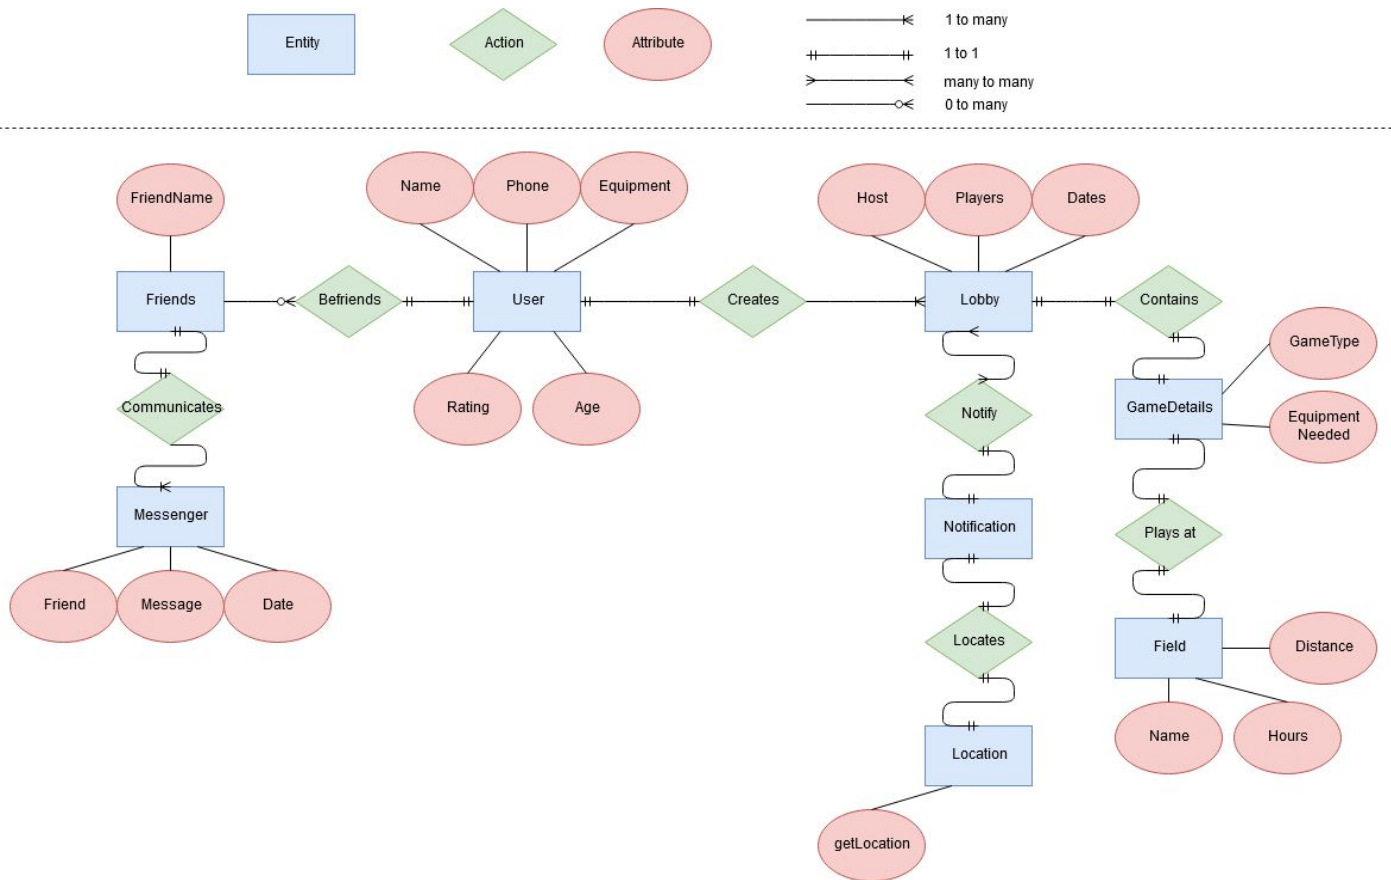 Entity
Action
Attribute
1 to many
1 to 1
many to many
0 to many
FriendName
Name
Phone
Equipment
Host
Players
Dates
Friends
Befriends
User
Creates
Lobby
Contains
GameType
Communicates
Rating
Age
Notify
GameDetails
Equipment
Needed
Messenger
Notification
Plays at
Friend
Message
Date
Locates
Field
Distance
Location
Name
Hours
getLocation